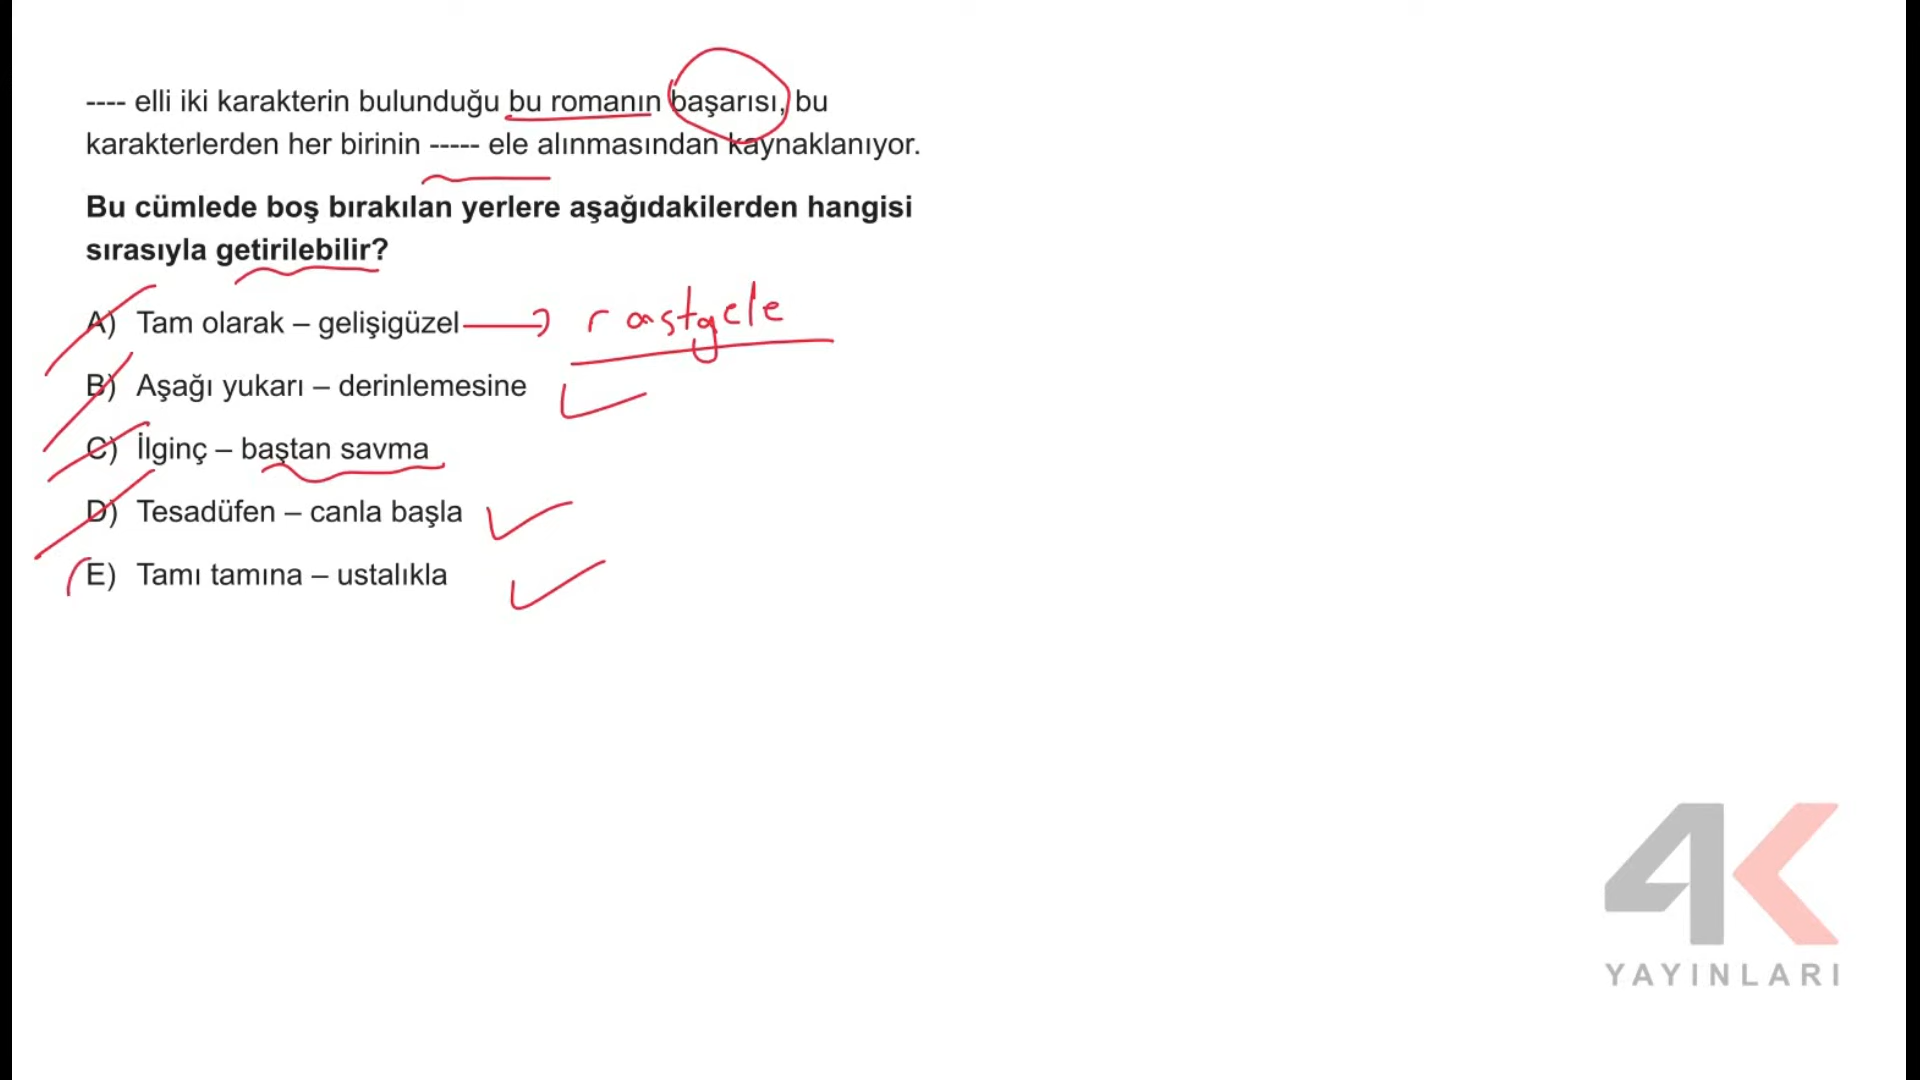 ---- elli iki karakterin bulunduğu bu romanın başarısı, bu
karakterlerden her birinin ----- ele alınmasından kaynaklanıyor.
Bu cümlede boş bırakılan yerlere aşağıdakilerden hangisi
sırasıyla getirilebilir?
A) Tam olarak – gelişigüzel rastgele
B) Aşağı yukarı – derinlemesine
C) İlginç – baştan savma
D) Tesadüfen – canla başla
E) Tamı tamına – ustalıkla
4K
YAYINLARI